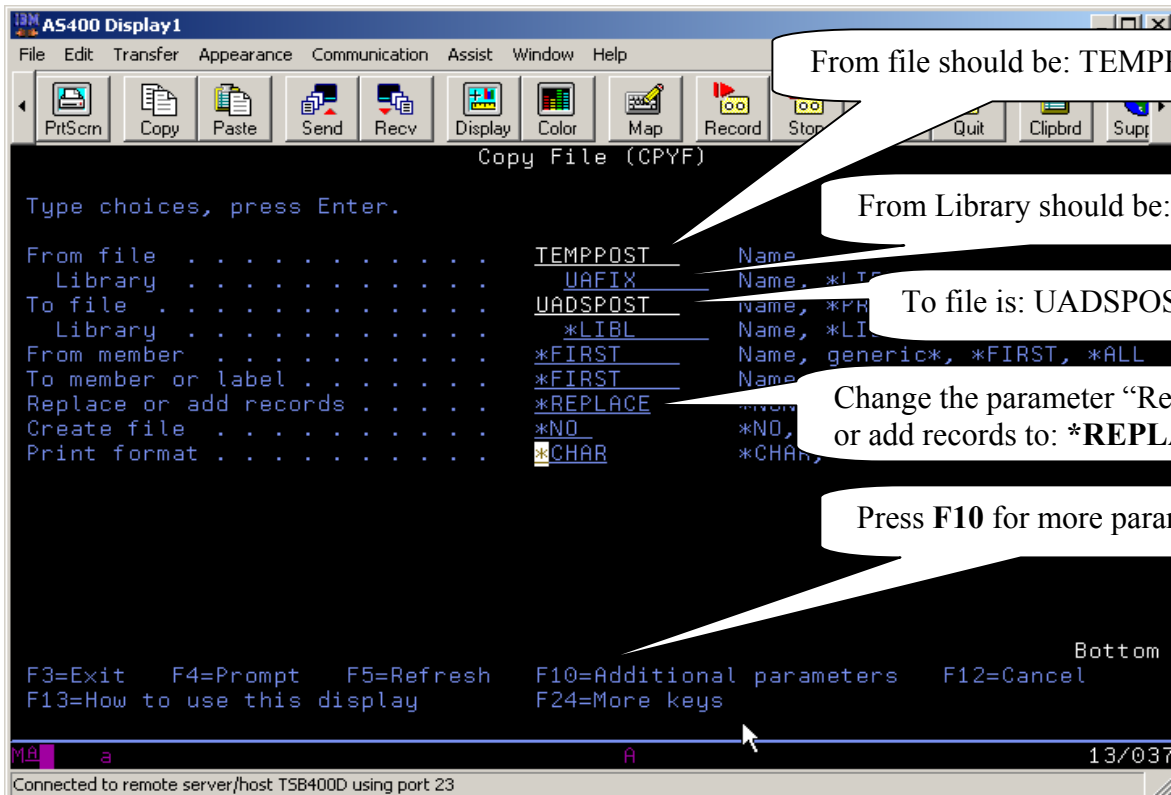 AS400 Display1
File Edit Transfer Appearance Communication Assist Window Help
From file should be:
PrtScrn Copy Paste Send Recv Display Color Map Record Stop Quit Clipbrd
Copy File (CPYF)
Type choices, press Enter.
From Library should be:
From file . . . . . . . . . . . . TEMPPOST Name
Library . . . . . . . . . . . UAFIX Name,
To file . . . . . . . . . . . . . UADSPOST Name,
To file is:
Library . . . . . . . . . . . *LIBL Name,
From member . . . . . . . . . . . *FIRST Name, generic*, *FIRST, *ALL
To member or label . . . . . . . *FIRST Name
Replace or add records . . . . . *REPLACE
Change the parameter
or add records to:
Create file . . . . . . . . . . . *NO *NO,
Print format . . . . . . . . . . *CHAR *CHAR,
Press F10 for more
Bottom
F3=Exit F4=Prompt F5=Refresh F10=Additional parameters F12=Cancel
F13=How to use this display F24=More keys
MA a A 13/037
Connected to remote server/host TSB400D using port 23